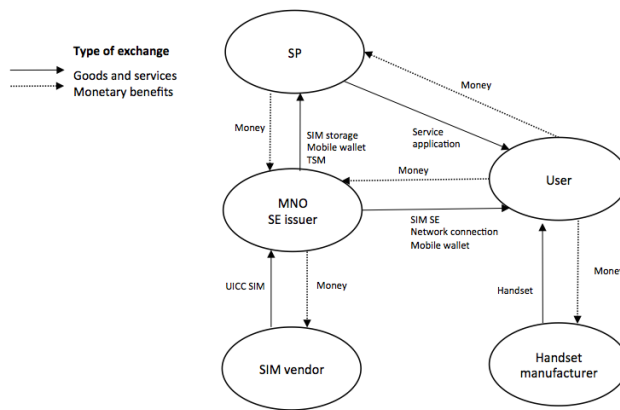 Type of exchange
Goods and services
Monetary benefits
SP
Money
Money
SIM storage
Mobile wallet
TSM
Service
application
Money
User
MNO
SE issuer
SIM SE
Network connection
Mobile wallet
UICC SIM
Money
Handset
Money
SIM vendor
Handset
manufacturer